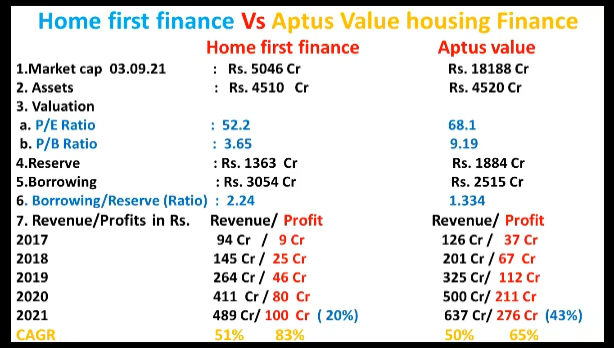 Home first finance Vs Aptus Value housing Finance
Home first finance Aptus value
1.Market cap 03.09.21 : Rs. 5046 Cr Rs. 18188 Cr
2. Assets : Rs. 4510 Cr Rs. 4520 Cr
3. Valuation
a. P/E Ratio : 52.2 68.1
b. P/B Ratio : 3.65 9.19
4.Reserve : Rs. 1363 Cr Rs. 1884 Cr
5.Borrowing : Rs. 3054 Cr Rs. 2515 Cr
6. Borrowing/Reserve (Ratio) : 2.24 1.334
7. Revenue/Profits in Rs. Revenue/ Profit Revenue/ Profit
2017 94 Cr / 9 Cr 126 Cr / 37 Cr
2018 145 Cr / 25 Cr 201 Cr / 67 Cr
2019 264 Cr / 46 Cr 325 Cr/ 112 Cr
2020 411 Cr / 80 Cr 500 Cr/ 211 Cr
2021 489 Cr/ 100 Cr ( 20%) 637 Cr/ 276 Cr (43%)
CAGR 51% 83% 50% 65%